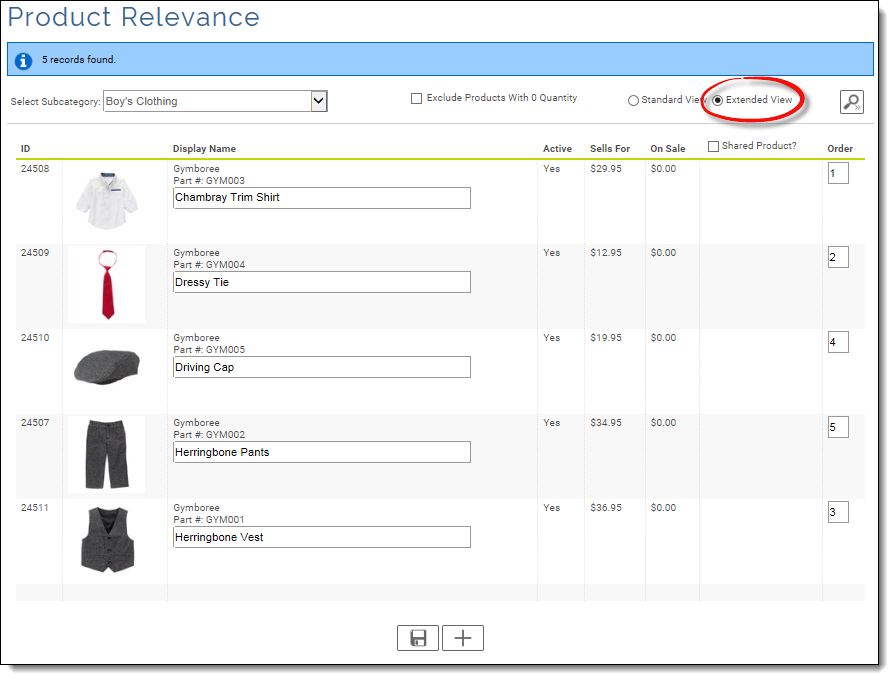 Product Relevance
5 records found.
Select Subcategory: Boy's Clothing Exclude Products With 0 Quantity Standard View Extended View
ID Display Name Active Sells For On Sale Shared Product? Order
24508 Gymboree Yes $29.95 $0.00 1
Part #: GYM003
Chambray Trim Shirt
24509 Gymboree Yes $12.95 $0.00 2
Part #: GYM004
Dressy Tie
24510 Gymboree Yes $19.95 $0.00 4
Part #: GYM005
Driving Cap
24507 Gymboree Yes $34.95 $0.00 5
Part #: GYM002
Herringbone Pants
24511 Gymboree Yes $36.95 $0.00 3
Part #: GYM001
Herringbone Vest